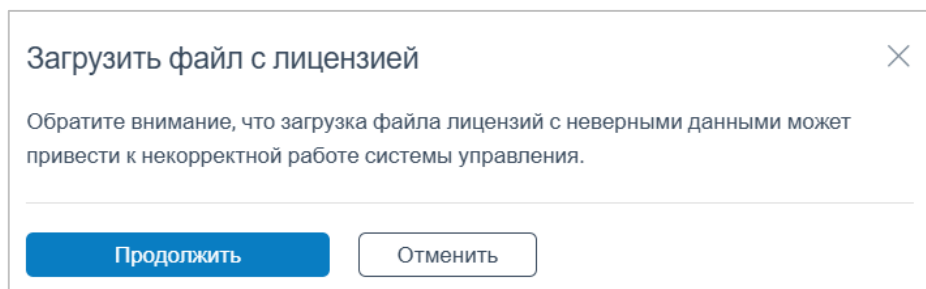 Загрузить файл с лицензией
Обратите внимание, что загрузка файла лицензий с неверными данными может
привести к некорректной работе системы управления.
Продолжить
Отменить